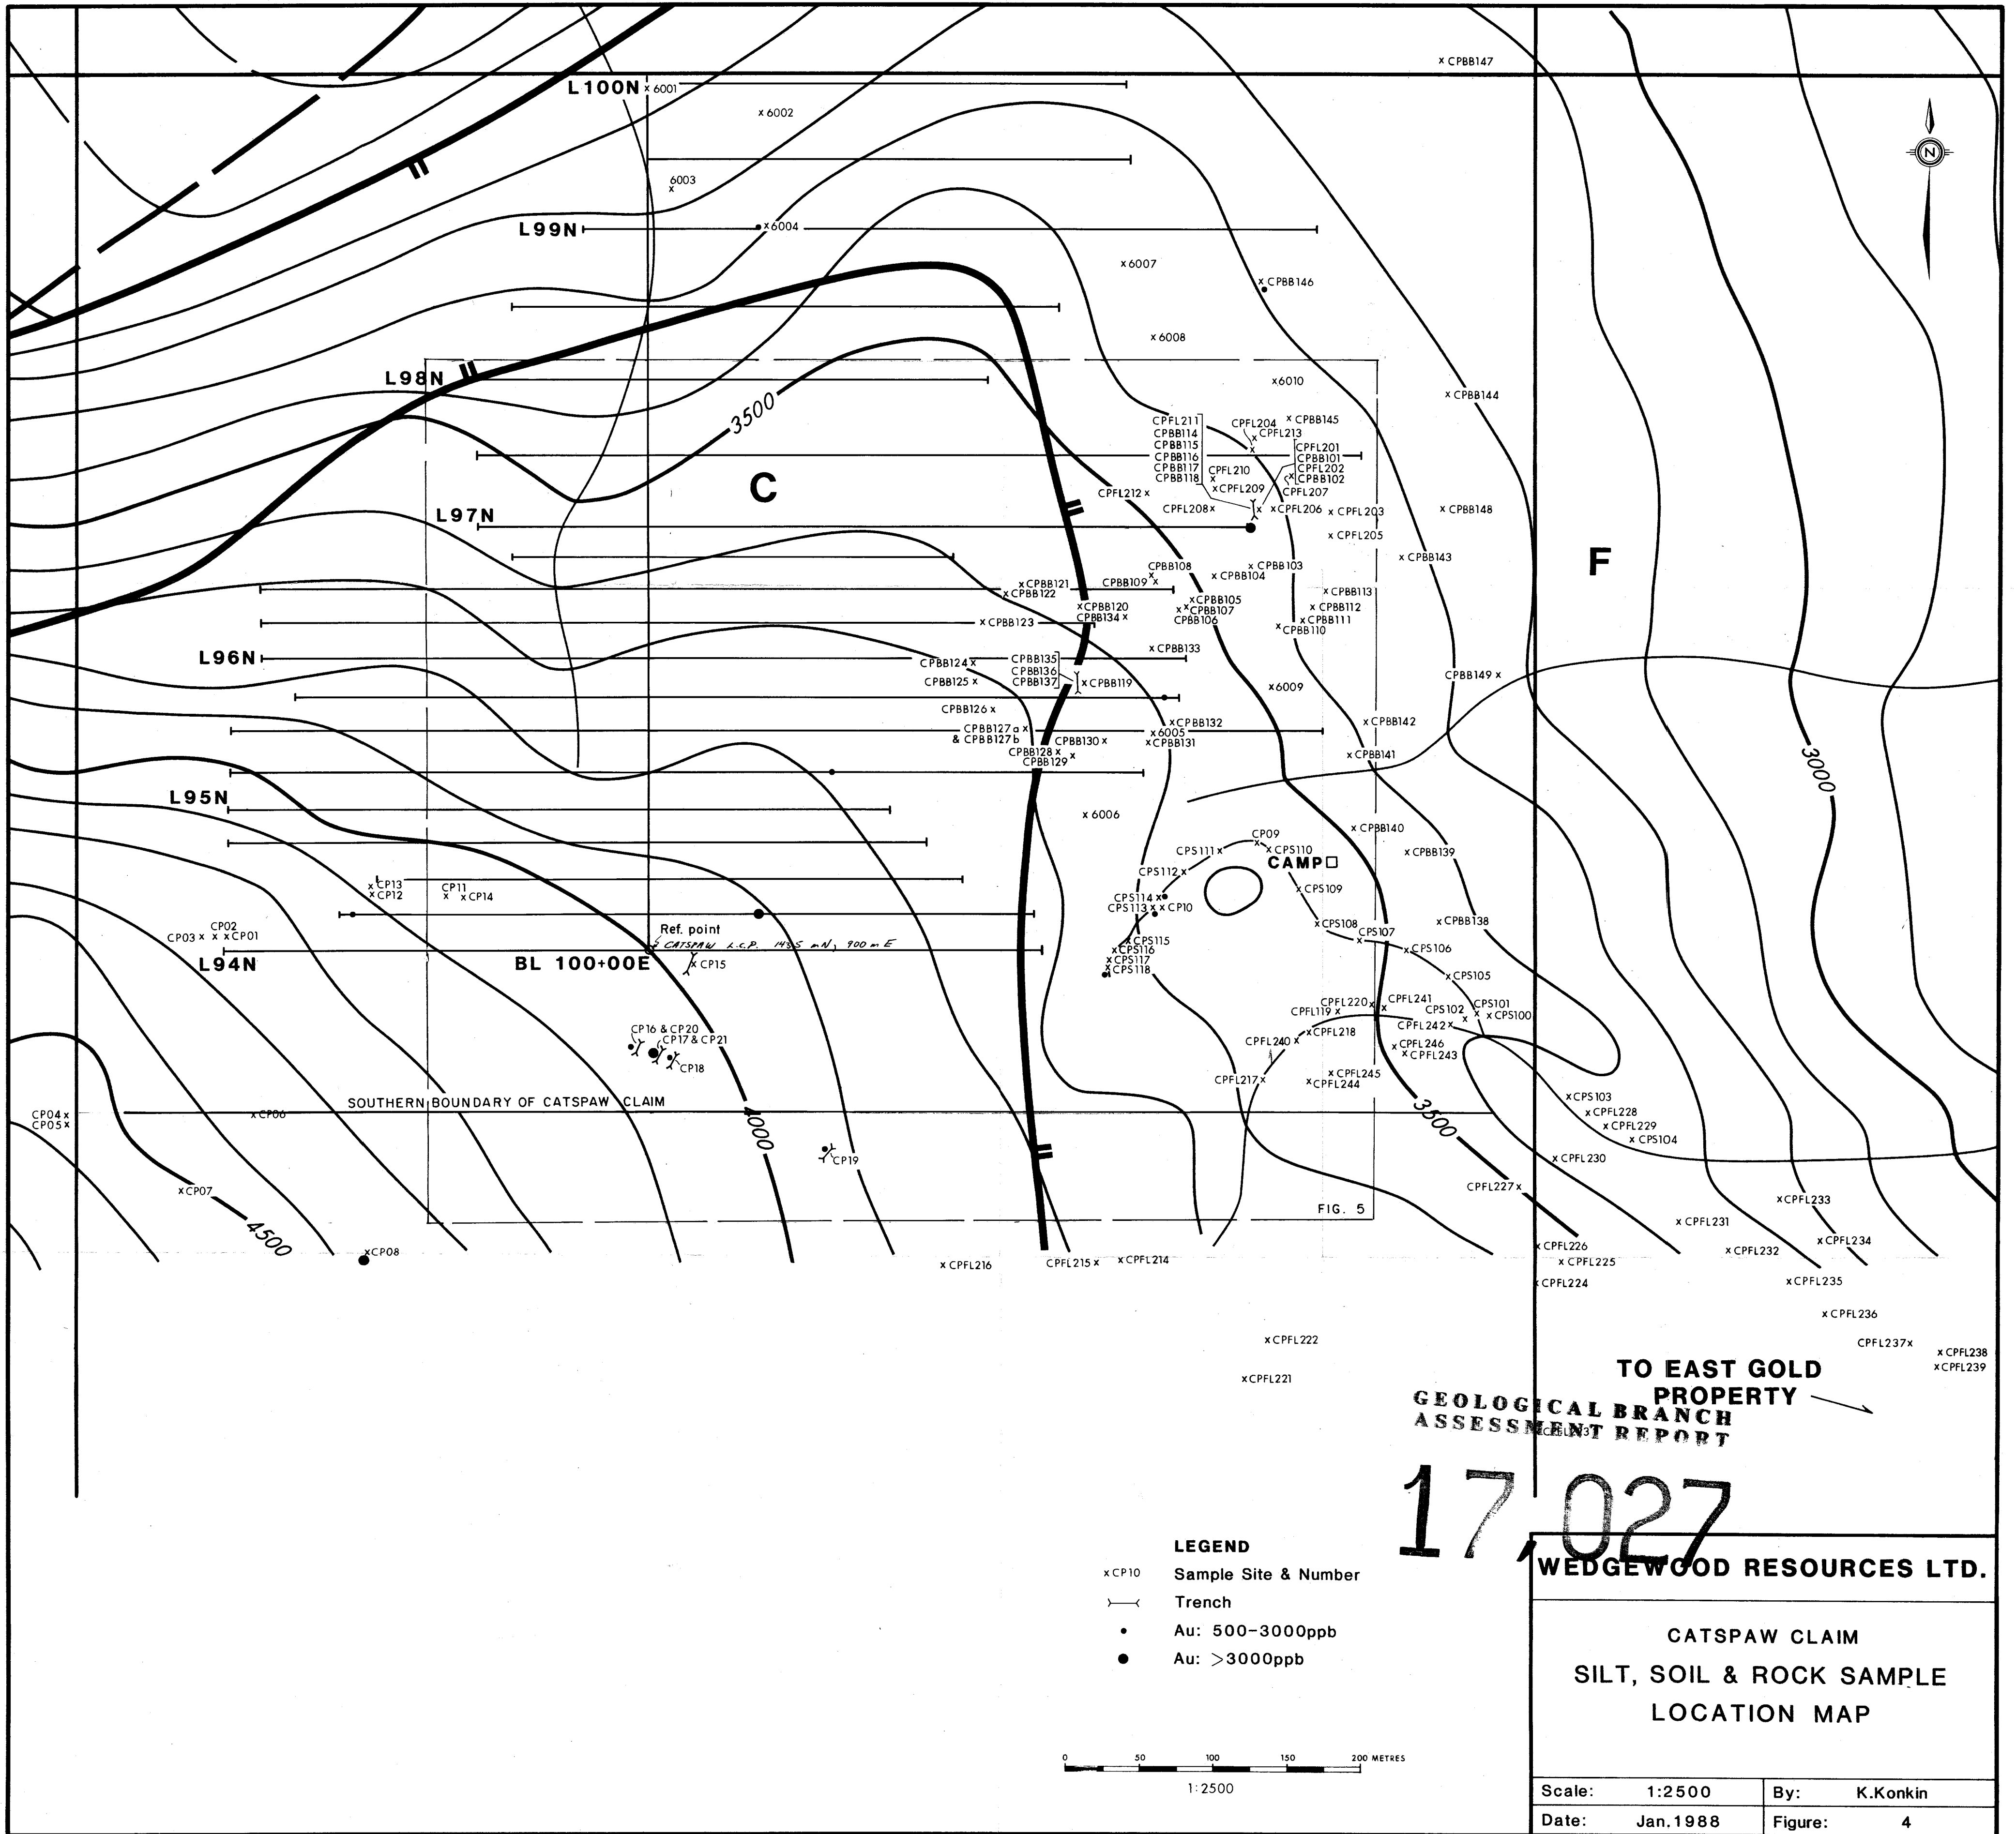 x CPBB147
L100N x 6001
x 6002
N
6003
x
L99N
x 6004
x 6007
x CPBB146
x 6008
L98N
x 6010
3500
x CPBB144
CPFL211
CPBB114
CPBB115
CPBB116
CPBB117
CPBB118
CPFL204
x CPBB145
CPFL213
CPFL201
CPBB101
CPFL202
CPBB102
CPFL210
x CPFL209
CPFL207
C
CPFL212 x
CPFL208 x
x CPFL206
x CPFL203
x CPBB148
L97N
x CPFL205
x CPBB143
F
CPBB108
x CPBB103
x CPBB104
x CPBB121
CPBB109 x
x CPBB122
x CPBB113
x CPBB105
x CPBB120
x CPBB107
x CPBB112
CPBB134 x
CPBB106
x CPBB111
x CPBB123
x CPBB110
L96N
x CPBB133
CPBB124 x
CPBB135
CPBB136
CPBB137
CPBB125 x
x CPBB119
x 6009
CPBB149 x
CPBB126 x
x CPBB132
x CPBB142
CPBB127a x
& CPBB127b
x 6005
CPBB130 x
x CPBB131
CPBB128 x
CPBB129 x
x CPBB141
3000
L95N
x 6006
x CPBB140
CP09
CPS111 x
x CPS110
x CPBB139
CAMP
CPS112 x
x CP13
x CP12
CP11
x x CP14
x CPS109
CPS114 x
CPS113 x x CP10
CP02
CP03 x x x CP01
Ref. point
CATSPAW L.C.P. 1435 mN, 900 m E
x CPS108
CPS107
x CPBB138
x CPS115
x CPS116
x CPS106
L94N
BL 100+00E
x CP15
x CPS117
x CPS118
x CPS105
CPFL220 x
x CPFL241
CPS101
CPFL119 x
CPS102
x CPS100
CPFL242 x
CP16 & CP20
CP17 & CP21
x CPFL218
CPFL240 x
x CPFL246
x CPFL243
CP18
CPFL217 x
x CPFL245
x CPFL244
x CPS103
SOUTHERN BOUNDARY OF CATSPAW CLAIM
CP04 x
CP05 x
x CP06
4000
3500
x CPFL228
x CPFL229
x CPS104
CP19
x CPFL230
x CP07
CPFL227 x
x CPFL233
FIG. 5
4500
x CPFL231
x CP08
x CPFL226
x CPFL232
x CPFL234
x CPFL216
CPFL215 x
x CPFL214
x CPFL225
x CPFL224
x CPFL235
x CPFL236
x CPFL222
CPFL237 x
x CPFL238
x CPFL239
x CPFL221
TO EAST GOLD
PROPERTY
GEOLOGICAL BRANCH
ASSESSMENT REPORT
17,027
LEGEND
x CP10 Sample Site & Number
Trench
Au: 500-3000ppb
Au: >3000ppb
0 50 100 150 200 METRES
1:2500
WEDGEWOOD RESOURCES LTD.
CATSPAW CLAIM
SILT, SOIL & ROCK SAMPLE
LOCATION MAP
Scale: 1:2500 By: K.Konkin
Date: Jan.1988 Figure: 4